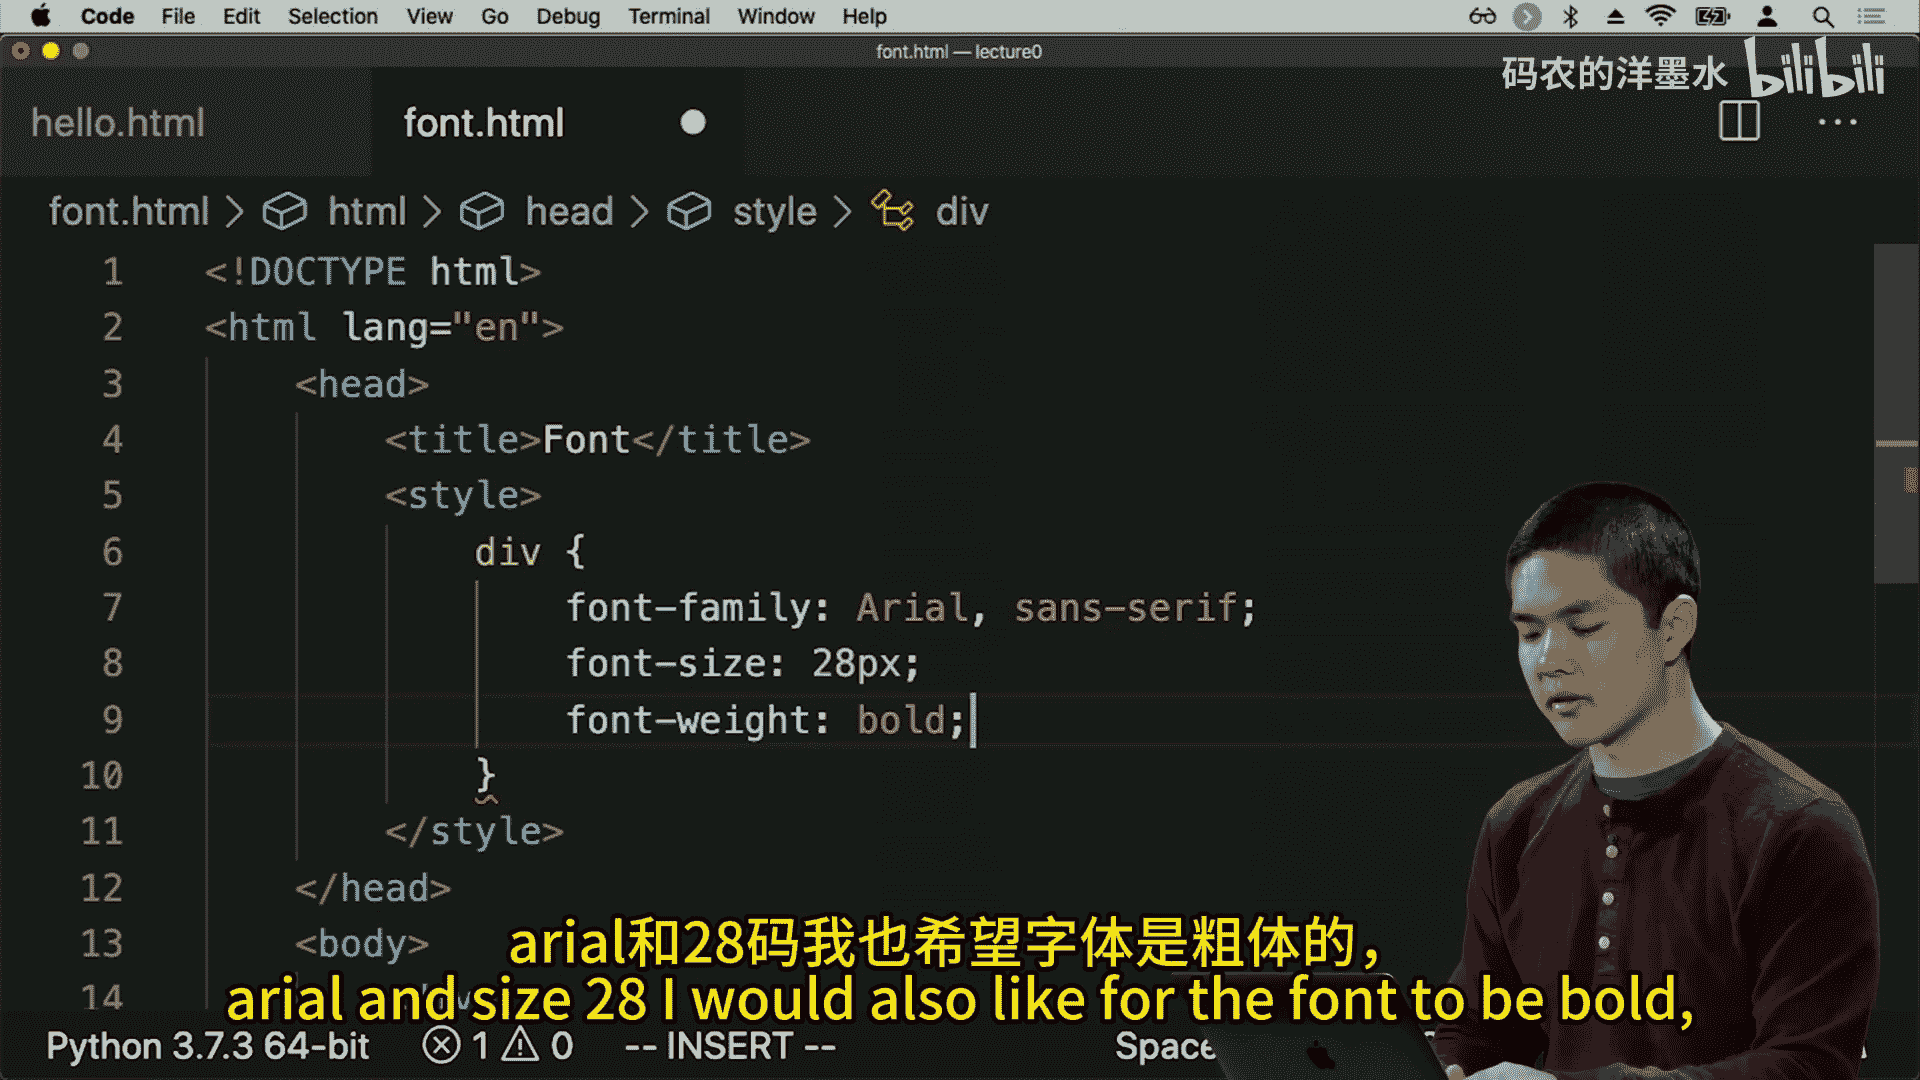 Code File Edit Selection View Go Debug Terminal Window Help
font.html — lecture0
码农的洋墨水 bilibili
hello.html font.html
font.html > html > head > style > div
1 <!DOCTYPE html>
2 <html lang="en">
3 <head>
4 <title>Font</title>
5 <style>
6 div {
7 font-family: Arial, sans-serif;
8 font-size: 28px;
9 font-weight: bold;
10 }
11 </style>
12 </head>
13 <body>
14
arial和28码我也希望字体是粗体的，
arial and size 28 I would also like for the font to be bold,
Python 3.7.3 64-bit 1 0 -- INSERT --